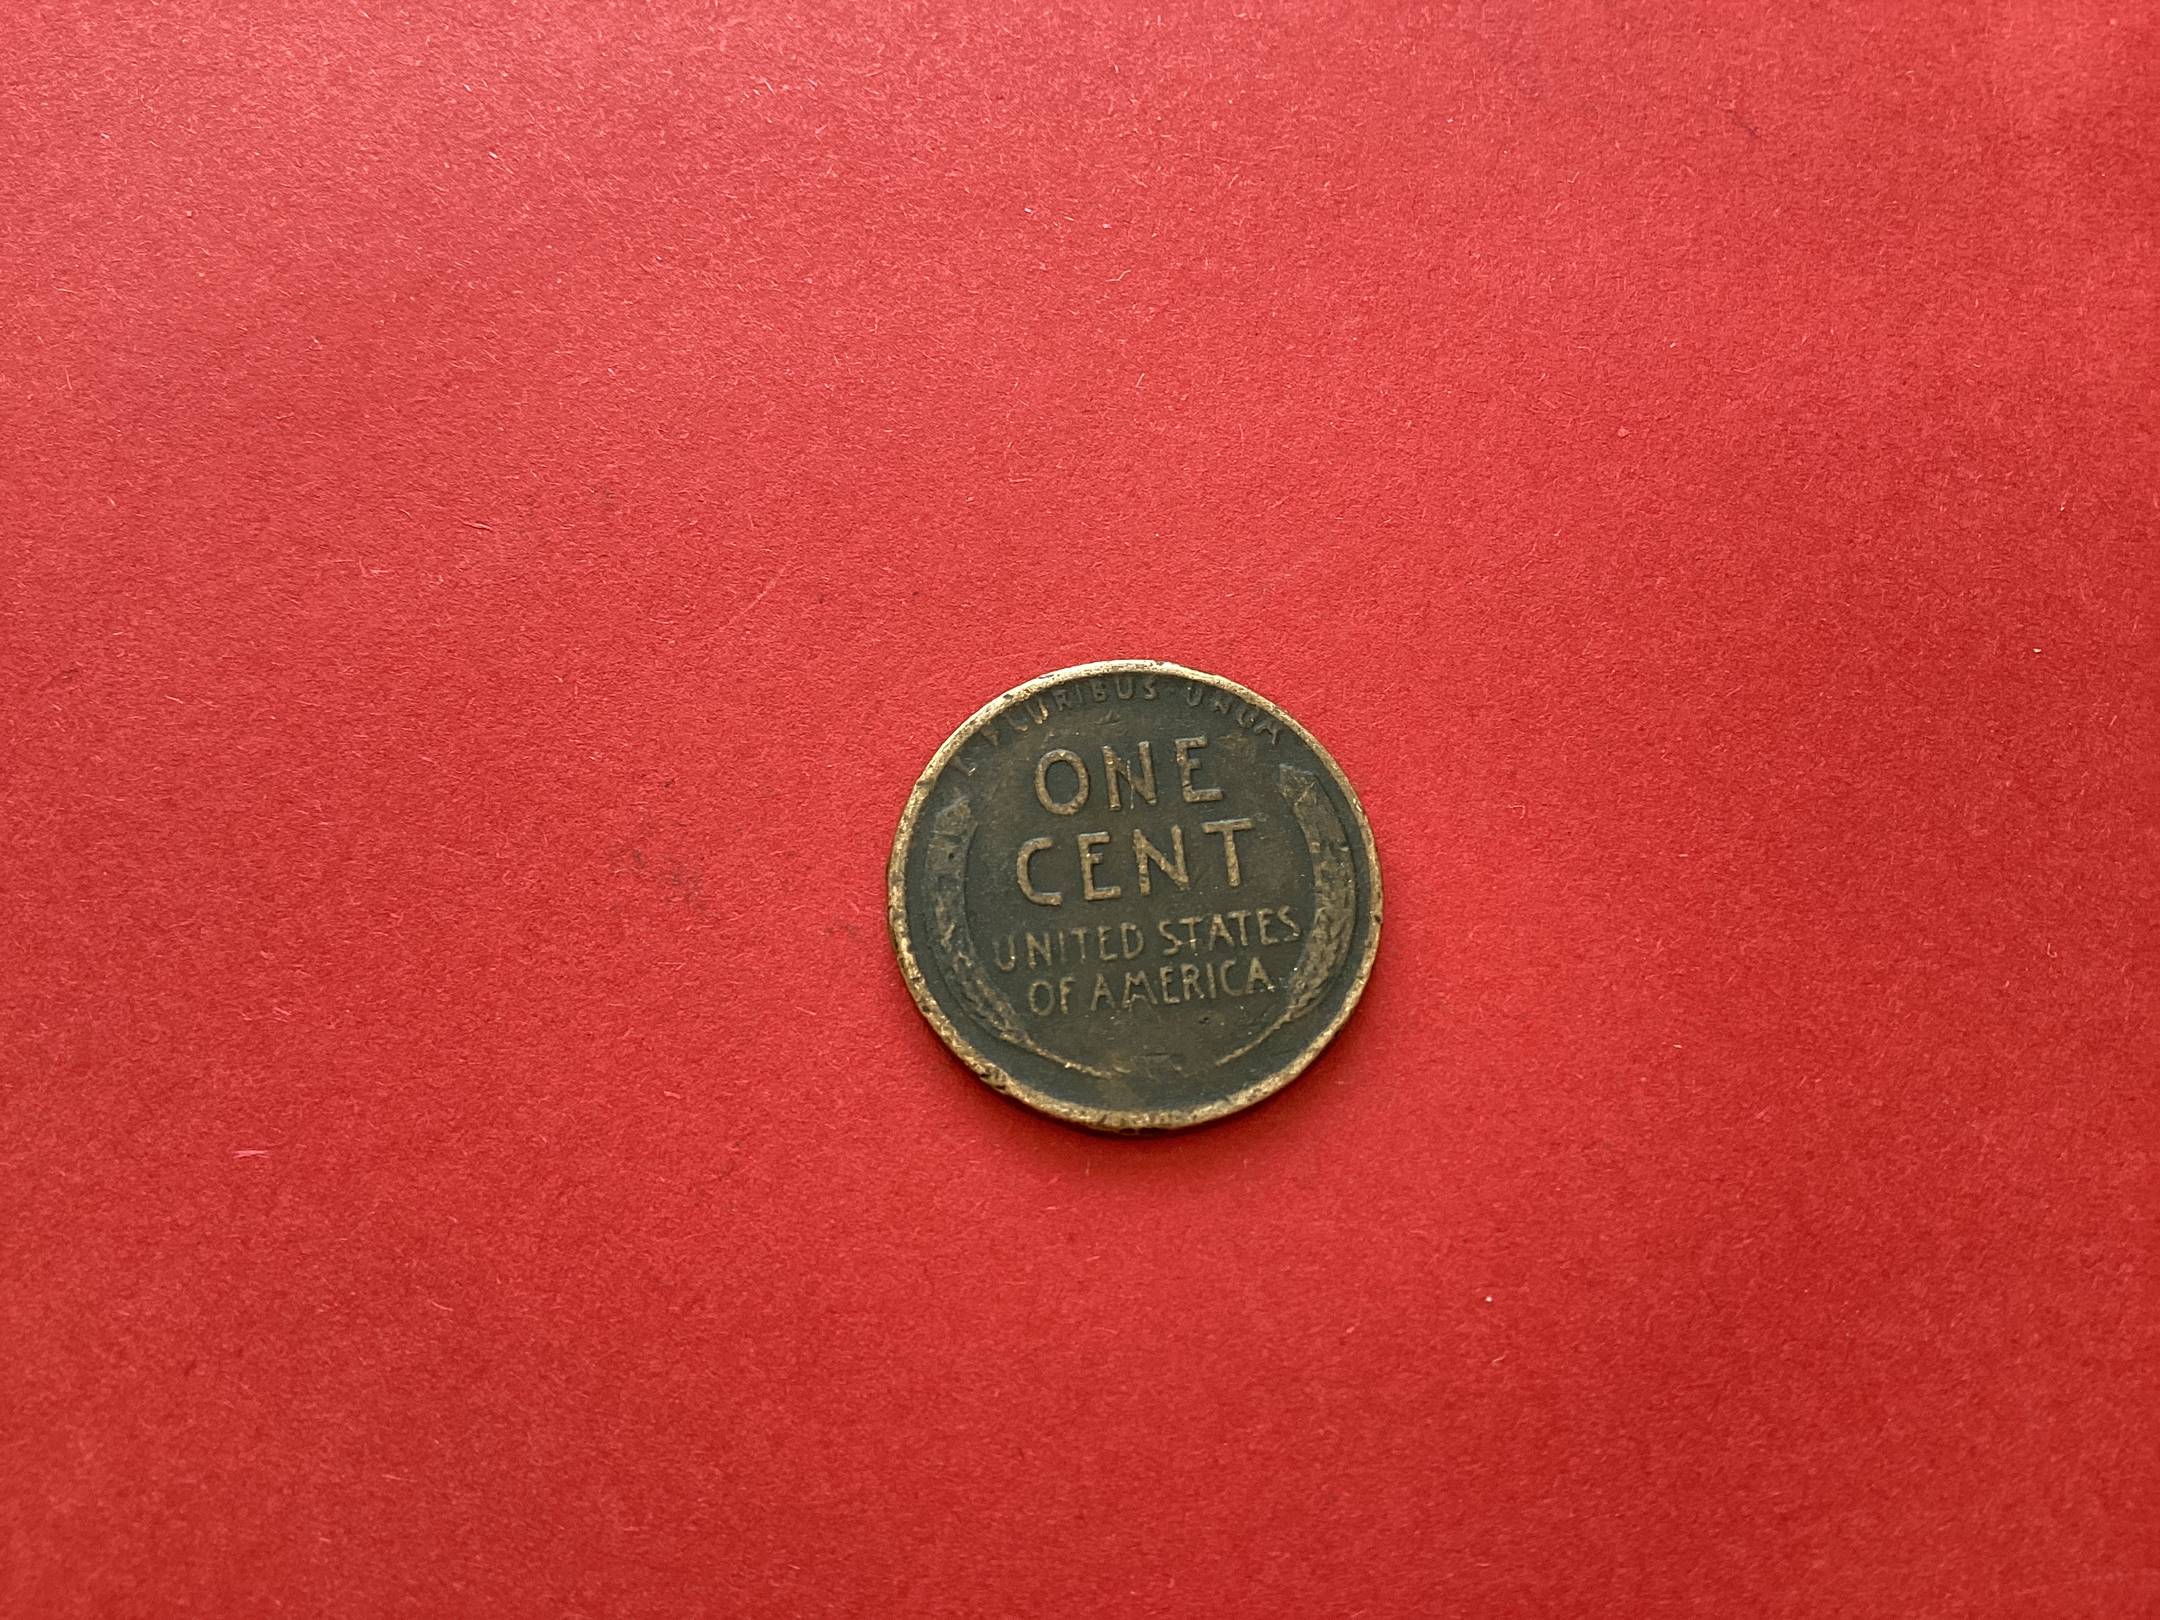 PLURIBUS · UNUM
ONE
CENT
UNITED STATES
OF AMERICA